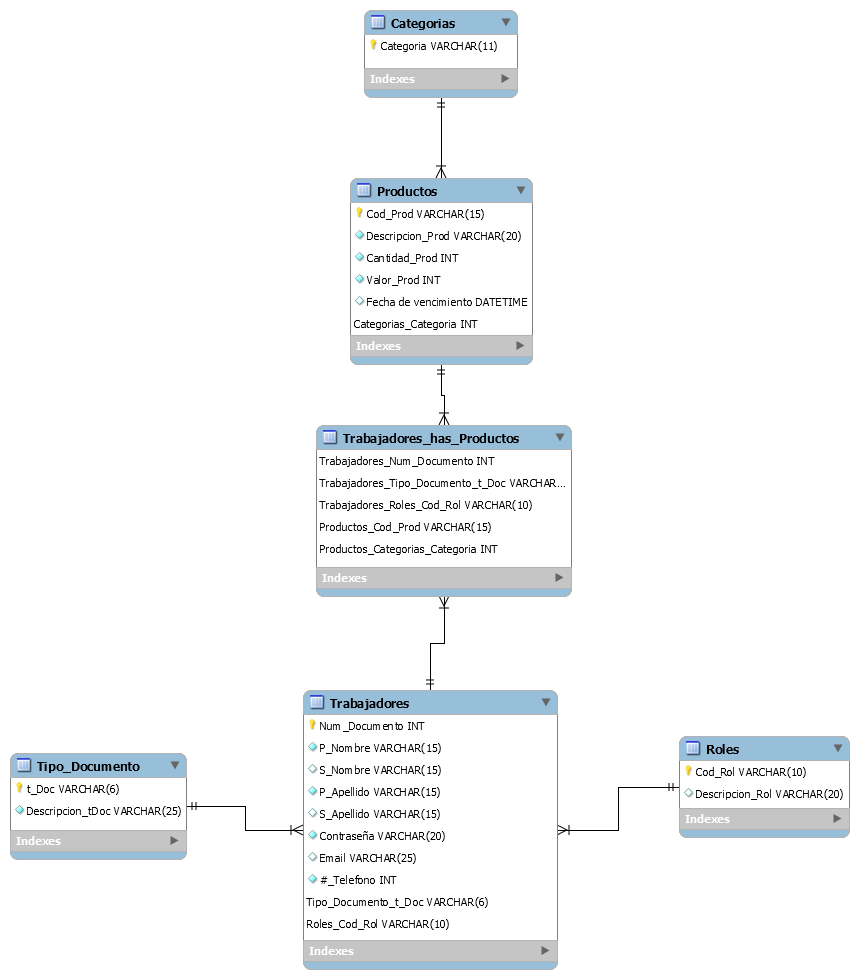 Categorias
Categoria VARCHAR(11)
Indexes
Productos
Cod_Prod VARCHAR(15)
Descripcion_Prod VARCHAR(20)
Cantidad_Prod INT
Valor_Prod INT
Fecha de vencimiento DATETIME
Categorias_Categoria INT
Indexes
Trabajadores_has_Productos
Trabajadores_Num_Documento INT
Trabajadores_Tipo_Documento_t_Doc VARCHAR...
Trabajadores_Roles_Cod_Rol VARCHAR(10)
Productos_Cod_Prod VARCHAR(15)
Productos_Categorias_Categoria INT
Indexes
Trabajadores
Num_Documento INT
P_Nombre VARCHAR(15)
S_Nombre VARCHAR(15)
P_Apellido VARCHAR(15)
S_Apellido VARCHAR(15)
Contraseña VARCHAR(20)
Email VARCHAR(25)
#_Telefono INT
Tipo_Documento_t_Doc VARCHAR(6)
Roles_Cod_Rol VARCHAR(10)
Indexes
Tipo_Documento
t_Doc VARCHAR(6)
Descripcion_tDoc VARCHAR(25)
Indexes
Roles
Cod_Rol VARCHAR(10)
Descripcion_Rol VARCHAR(20)
Indexes